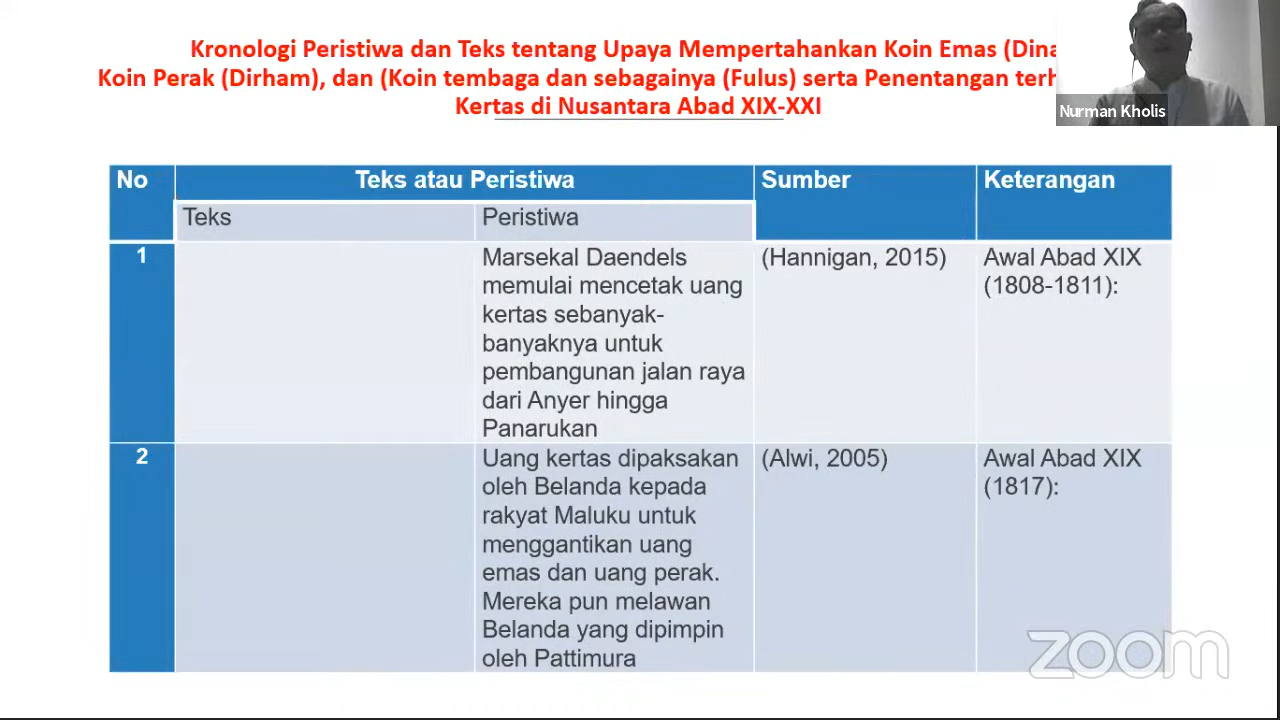 Kronologi Peristiwa dan Teks tentang Upaya Mempertahankan Koin Emas
Koin Perak (Dirham), dan (Koin tembaga dan sebagainya (Fulus) serta Penentangan
Kertas di Nusantara Abad XIX-XXI
Nurman Kholis
No Teks atau Peristiwa Sumber Keterangan
Teks Peristiwa
1 Marsekal Daendels (Hannigan, 2015) Awal Abad XIX
memulai mencetak uang (1808-1811):
kertas sebanyak-
banyaknya untuk
pembangunan jalan raya
dari Anyer hingga
Panarukan
2 Uang kertas dipaksakan (Alwi, 2005) Awal Abad XIX
oleh Belanda kepada (1817):
rakyat Maluku untuk
menggantikan uang
emas dan uang perak.
Mereka pun melawan
Belanda yang dipimpin
oleh Pattimura
zoom